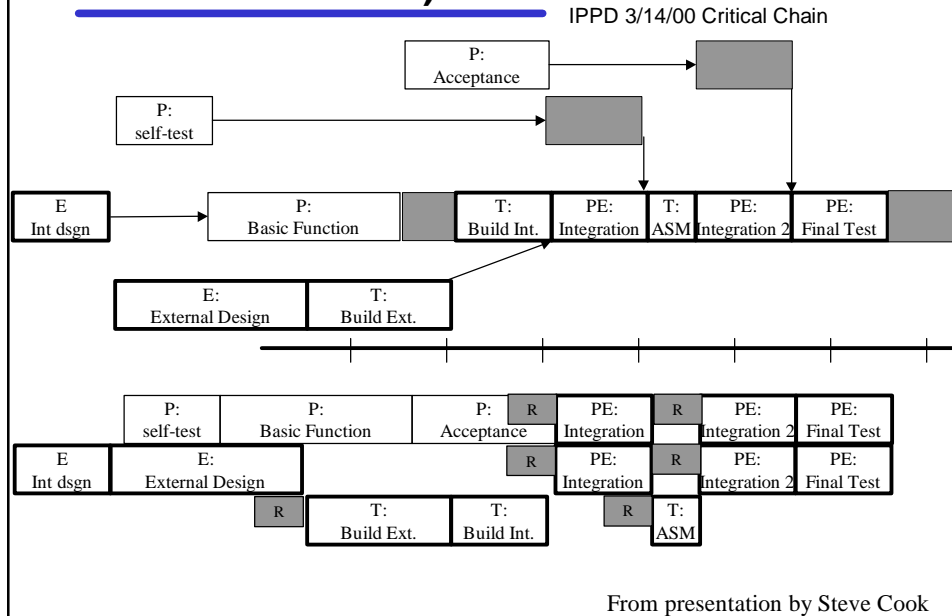 IPPD 3/14/00 Critical Chain
P:
Acceptance
P:
self-test
E
Int dsgn
P:
Basic Function
T:
Build Int.
PE:
Integration
T:
ASM
PE:
Integration 2
PE:
Final Test
E:
External Design
T:
Build Ext.
P:
self-test
P:
Basic Function
P:
Acceptance
R
PE:
Integration
R
PE:
Integration 2
PE:
Final Test
E
Int dsgn
E:
External Design
R
PE:
Integration
R
PE:
Integration 2
PE:
Final Test
R
T:
Build Ext.
T:
Build Int.
R
T:
ASM
From presentation by Steve Cook